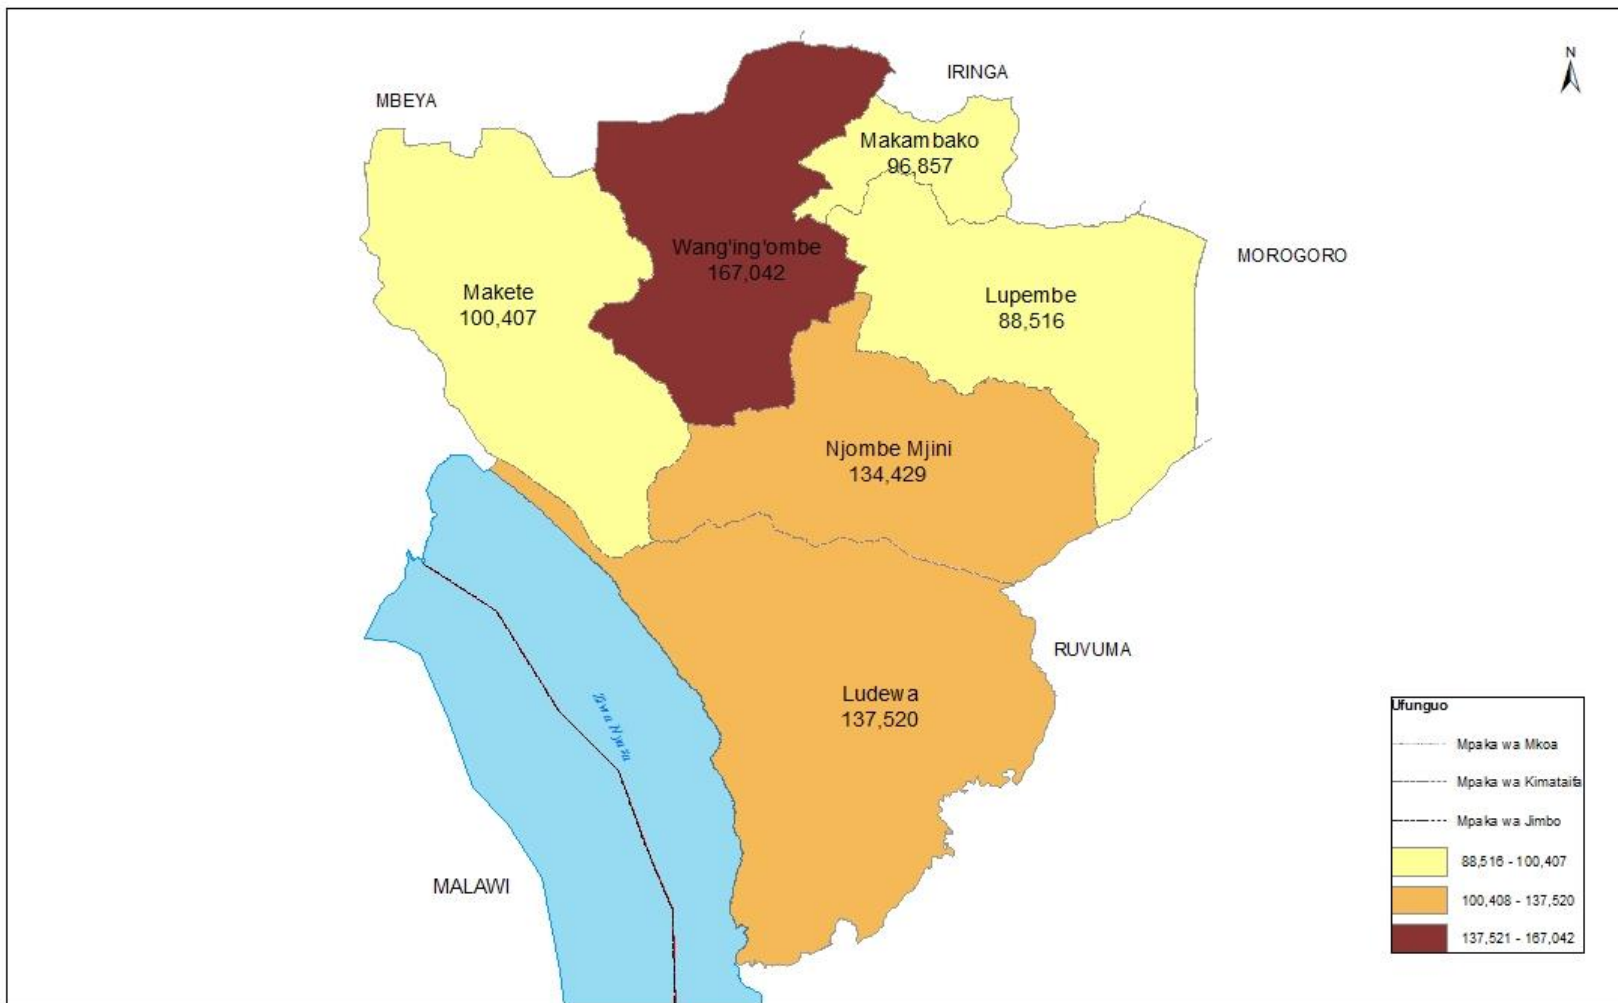 N
IRINGA
MBEYA
Makambako
96,857
Wang'ing'ombe
167,042
MOROGORO
Makete
100,407
Lupembe
88,516
Njombe Mjini
134,429
RUVUMA
Ludewa
137,520
Ziwa Nyasa
MALAWI
Ufunguo
Mpaka wa Mkoa
Mpaka wa Kimataifa
Mpaka wa Jimbo
88,516 - 100,407
100,408 - 137,520
137,521 - 167,042